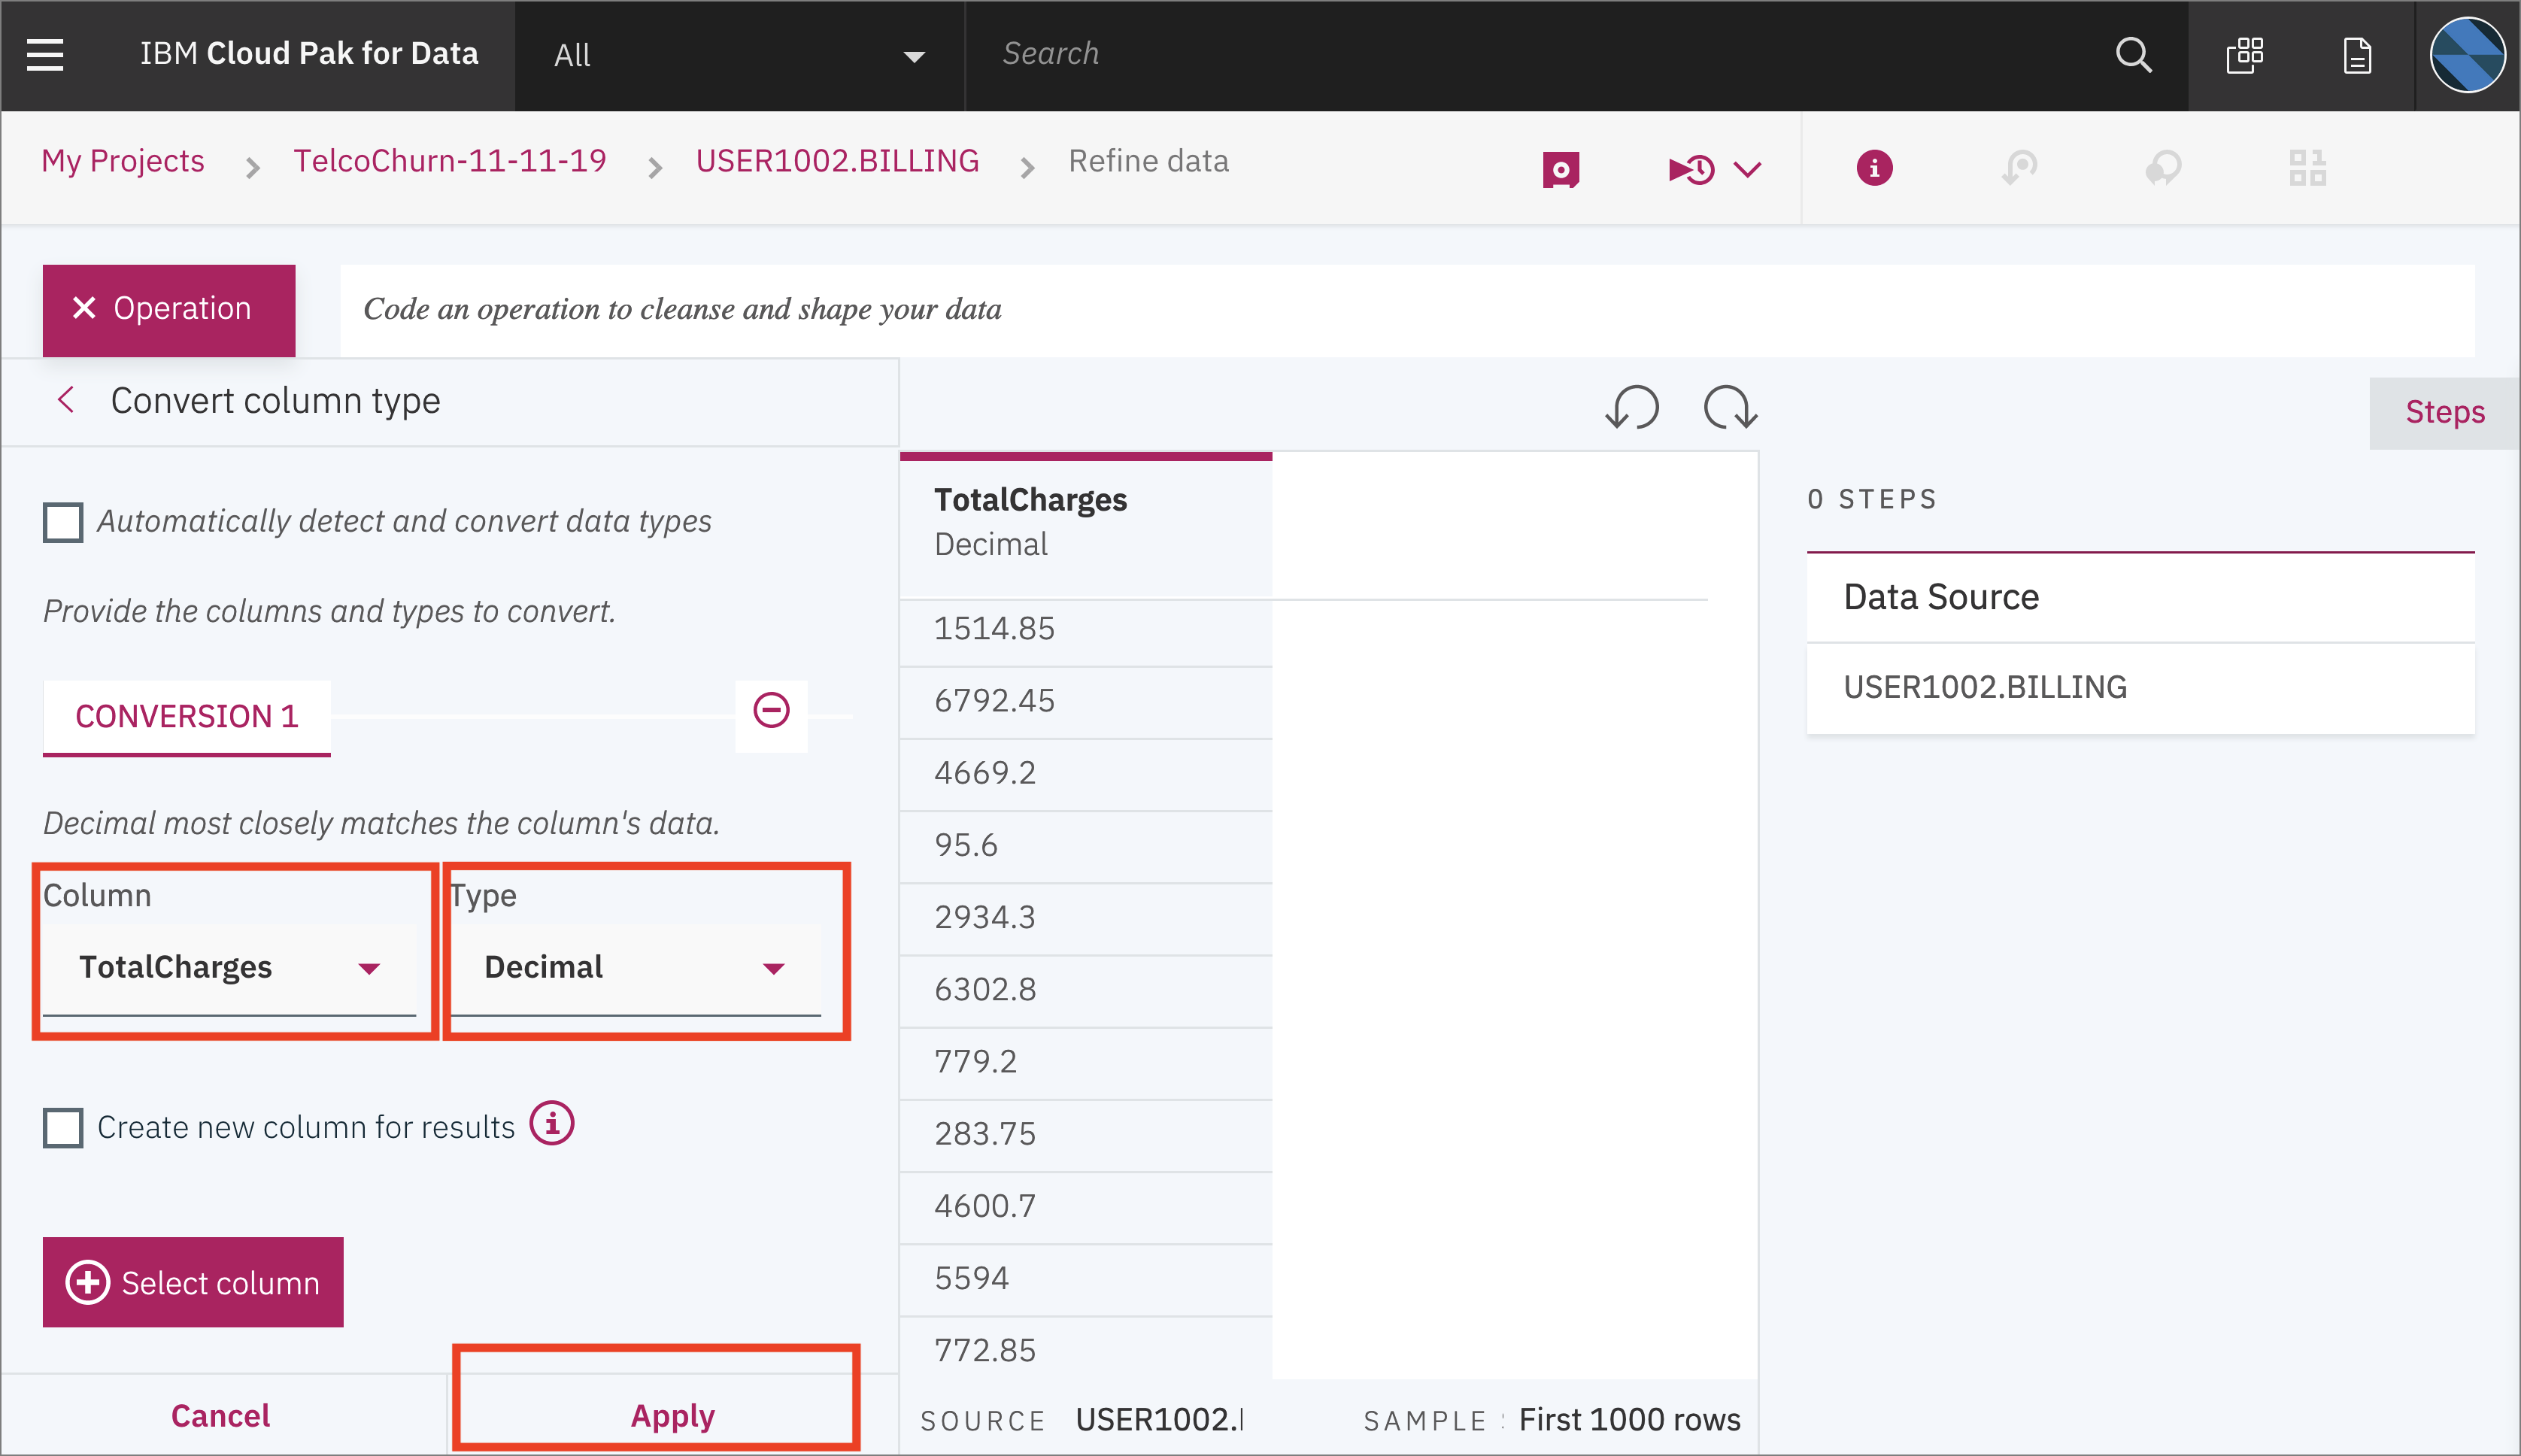 IBM Cloud Pak for Data
All
Search
My Projects
TelcoChurn-11-11-19
USER1002.BILLING
Refine data
Operation
Code an operation to cleanse and shape your data
Convert column type
Steps
Automatically detect and convert data types
Provide the columns and types to convert.
CONVERSION 1
Decimal most closely matches the column's data.
Column
Type
TotalCharges
Decimal
Create new column for results
Select column
Cancel
Apply
TotalCharges
Decimal
1514.85
6792.45
4669.2
95.6
2934.3
6302.8
779.2
283.75
4600.7
5594
772.85
SOURCE USER1002.
SAMPLE : First 1000 rows
0 STEPS
Data Source
USER1002.BILLING